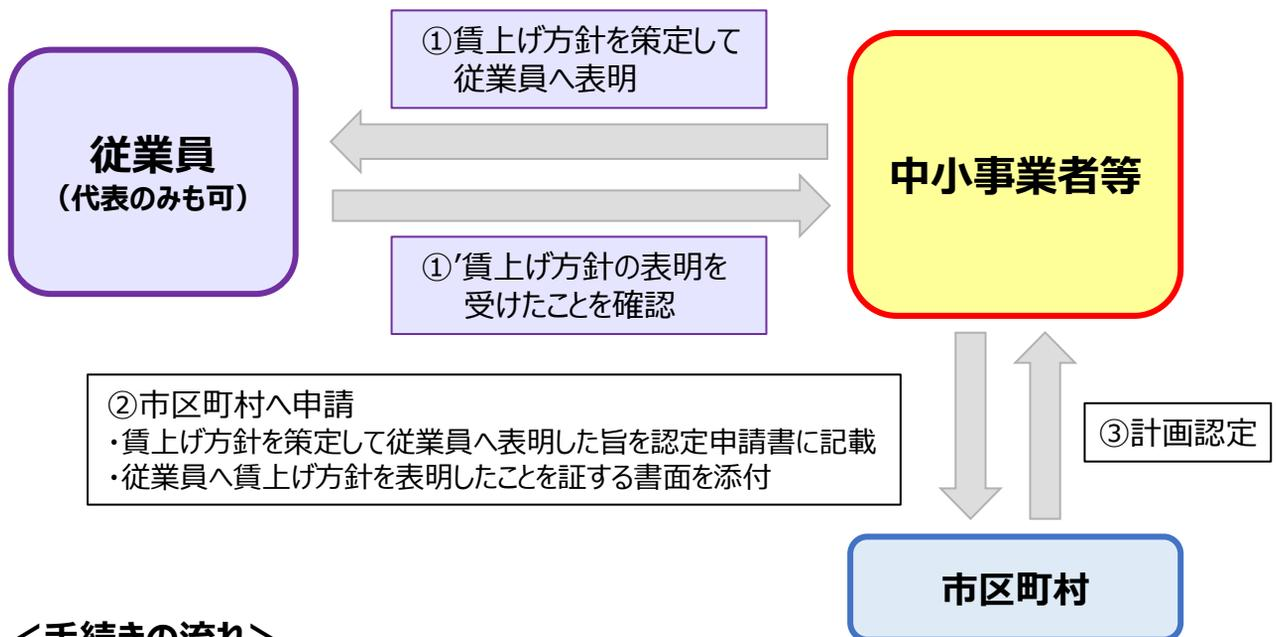 ①賃上げ方針を策定して
従業員へ表明
従業員
（代表のみも可）
中小事業者等
①’賃上げ方針の表明を
受けたことを確認
②市区町村へ申請
・賃上げ方針を策定して従業員へ表明した旨を認定申請書に記載
・従業員へ賃上げ方針を表明したことを証する書面を添付
③計画認定
市区町村
＜手続きの流れ＞